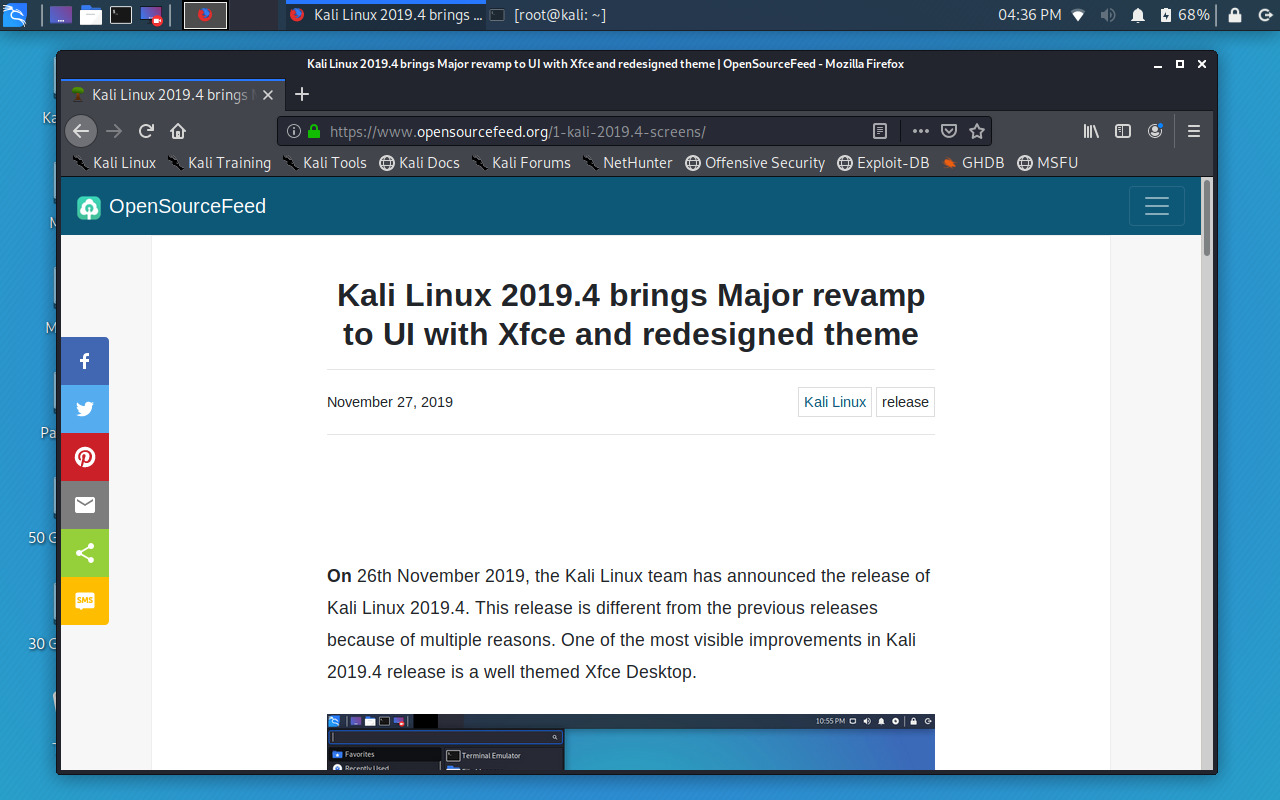 Kali Linux 2019.4 brings ...
[root@kali: ~]
04:36 PM
68%
Kali Linux 2019.4 brings Major revamp to UI with Xfce and redesigned theme | OpenSourceFeed - Mozilla Firefox
Kali Linux 2019.4 brings
https://www.opensourcefeed.org/1-kali-2019.4-screens/
Kali Linux Kali Training Kali Tools Kali Docs Kali Forums NetHunter Offensive Security Exploit-DB GHDB MSFU
OpenSourceFeed
Kali Linux 2019.4 brings Major revamp
to UI with Xfce and redesigned theme
November 27, 2019
Kali Linux
release
SMS
50 G
30 G
On 26th November 2019, the Kali Linux team has announced the release of
Kali Linux 2019.4. This release is different from the previous releases
because of multiple reasons. One of the most visible improvements in Kali
2019.4 release is a well themed Xfce Desktop.
10:55 PM
Favorites
Terminal Emulator
Recently Used